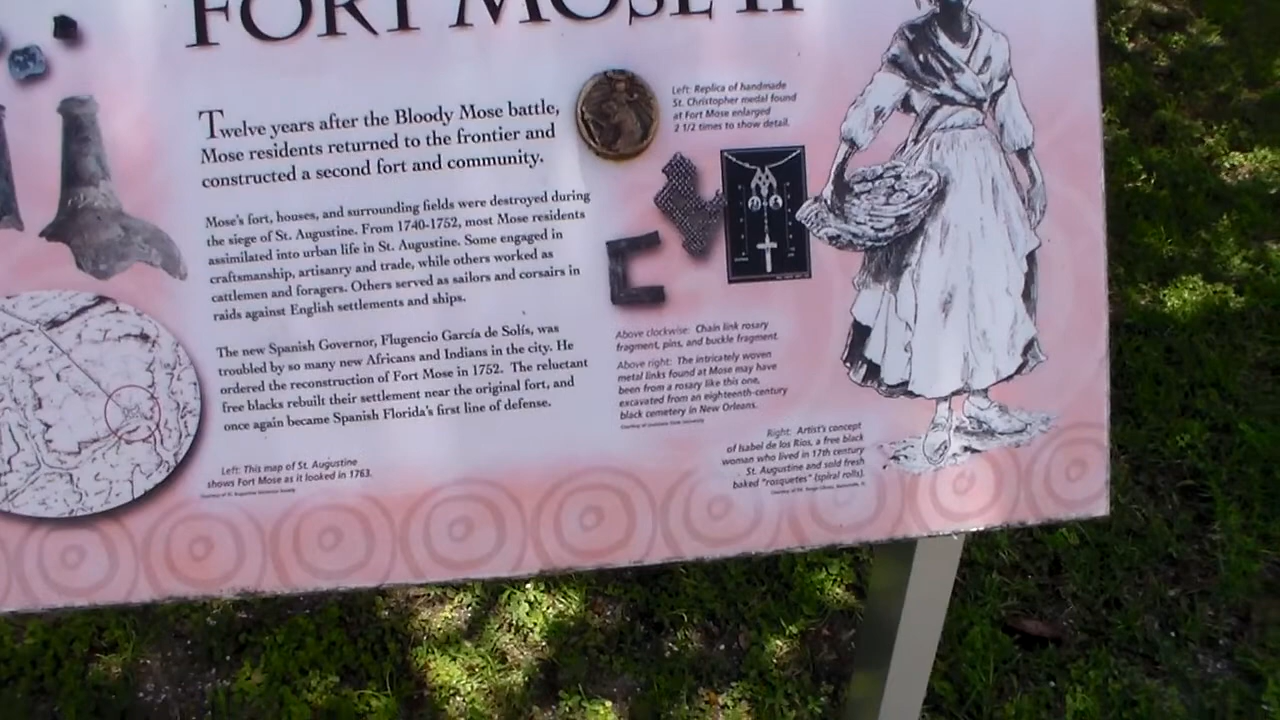 FORT MOSE II
Twelve years after the Bloody Mose battle,
Mose residents returned to the frontier and
constructed a second fort and community.
Mose's fort, houses, and surrounding fields were destroyed during
the siege of St. Augustine. From 1740-1752, most Mose residents
assimilated into urban life in St. Augustine. Some engaged in
craftsmanship, artisanry and trade, while others worked as
cattlemen and foragers. Others served as sailors and corsairs in
raids against English settlements and ships.
The new Spanish Governor, Flugencio García de Solís, was
troubled by so many new Africans and Indians in the city. He
ordered the reconstruction of Fort Mose in 1752. The reluctant
free blacks rebuilt their settlement near the original fort, and
once again became Spanish Florida's first line of defense.
Left: This map of St. Augustine
shows Fort Mose as it looked in 1763.
Courtesy of St. Augustine Historical Society
Left: Replica of handmade
St. Christopher medal found
at Fort Mose enlarged
2 1/2 times to show detail.
Above clockwise: Chain link rosary
fragment, pins, and buckle fragment.
Above right: The intricately woven
metal links found at Mose may have
been from a rosary like this one,
excavated from an eighteenth-century
black cemetery in New Orleans.
Courtesy of Louisiana State University
Right: Artist's concept
of Isabel de los Rios, a free black
woman who lived in 17th century
St. Augustine and sold fresh
baked "rosquetes" (spiral rolls).